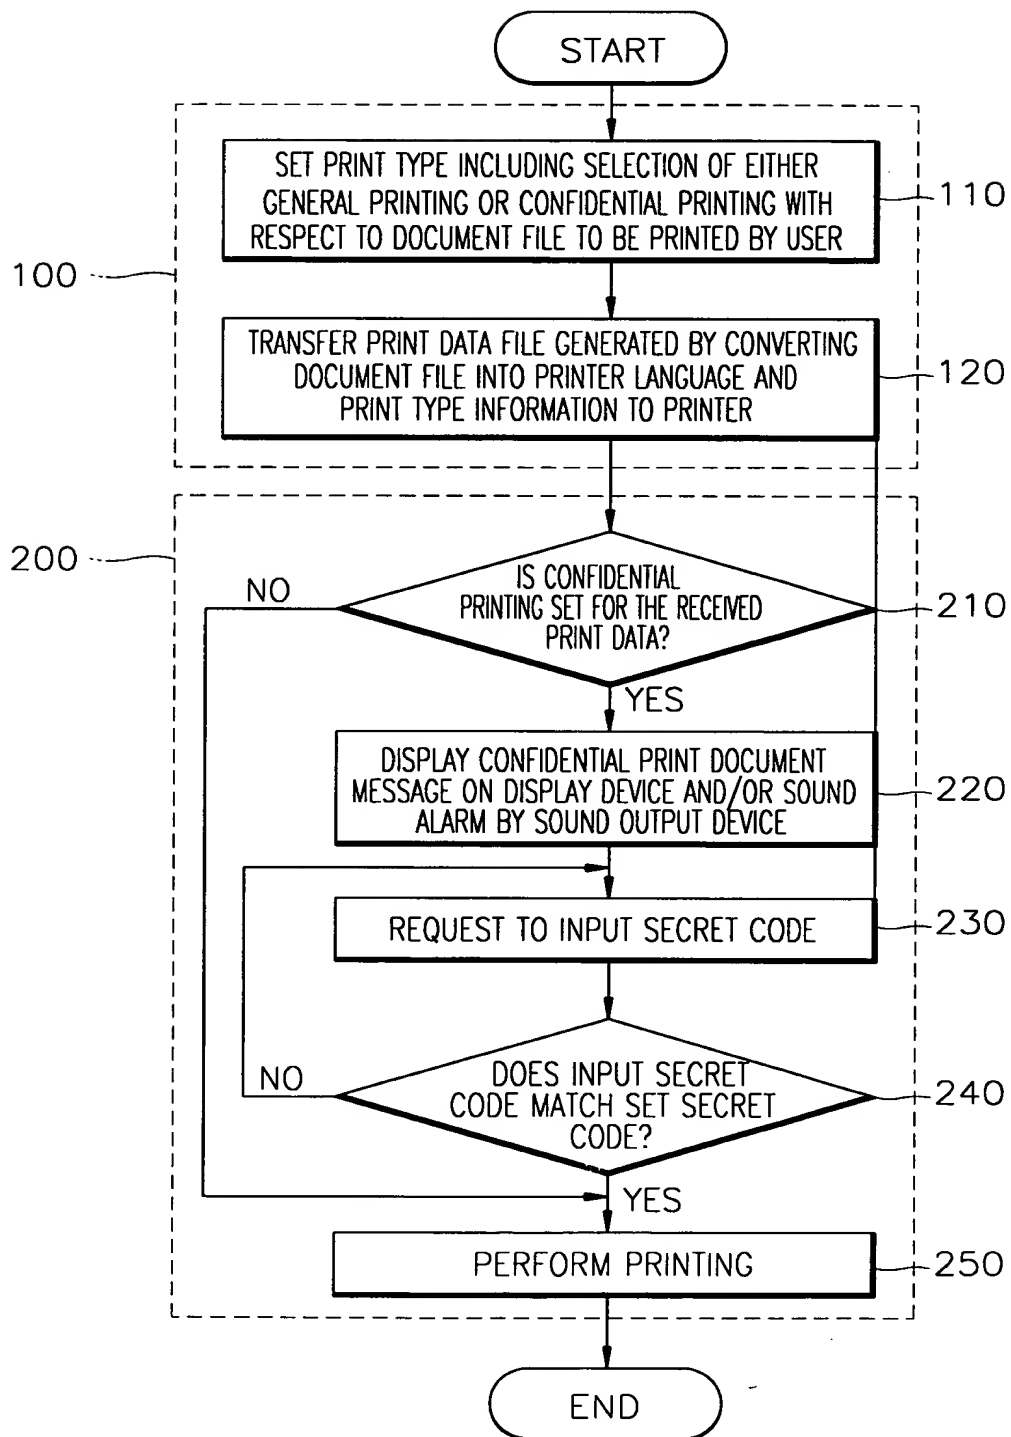 START
SET PRINT TYPE INCLUDING SELECTION OF EITHER
GENERAL PRINTING OR CONFIDENTIAL PRINTING WITH
RESPECT TO DOCUMENT FILE TO BE PRINTED BY USER
110
100
TRANSFER PRINT DATA FILE GENERATED BY CONVERTING
DOCUMENT FILE INTO PRINTER LANGUAGE AND
PRINT TYPE INFORMATION TO PRINTER
120
200
NO
IS CONFIDENTIAL
PRINTING SET FOR THE RECEIVED
PRINT DATA?
210
YES
DISPLAY CONFIDENTIAL PRINT DOCUMENT
MESSAGE ON DISPLAY DEVICE AND/OR SOUND
ALARM BY SOUND OUTPUT DEVICE
220
REQUEST TO INPUT SECRET CODE
230
NO
DOES INPUT SECRET
CODE MATCH SET SECRET
CODE?
240
YES
PERFORM PRINTING
250
END